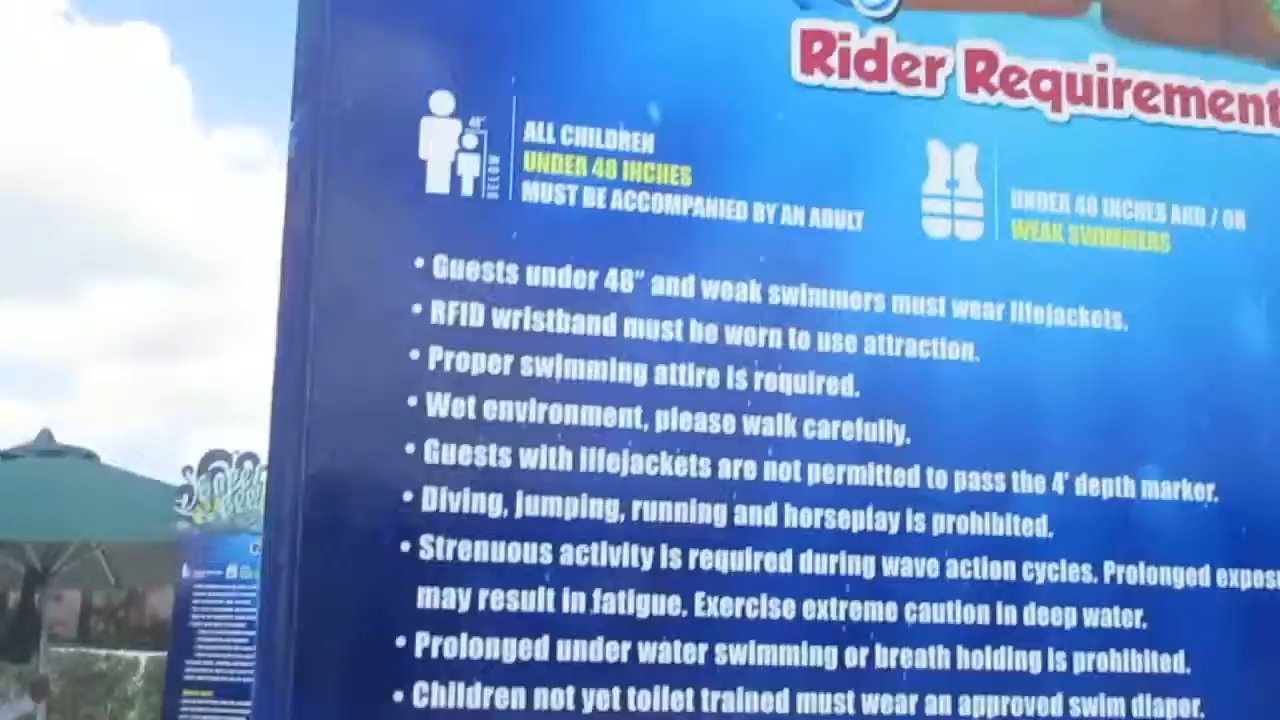 Rider Requirement
48"
BELOW
ALL CHILDREN
UNDER 48 INCHES
MUST BE ACCOMPANIED BY AN ADULT
UNDER 48 INCHES AND / OR
WEAK SWIMMERS
• Guests under 48" and weak swimmers must wear lifejackets.
• RFID wristband must be worn to use attraction.
• Proper swimming attire is required.
• Wet environment, please walk carefully.
• Guests with lifejackets are not permitted to pass the 4' depth marker.
• Diving, jumping, running and horseplay is prohibited.
• Strenuous activity is required during wave action cycles. Prolonged expos
may result in fatigue. Exercise extreme caution in deep water.
• Prolonged under water swimming or breath holding is prohibited.
• Children not yet toilet trained must wear an approved swim diaper.